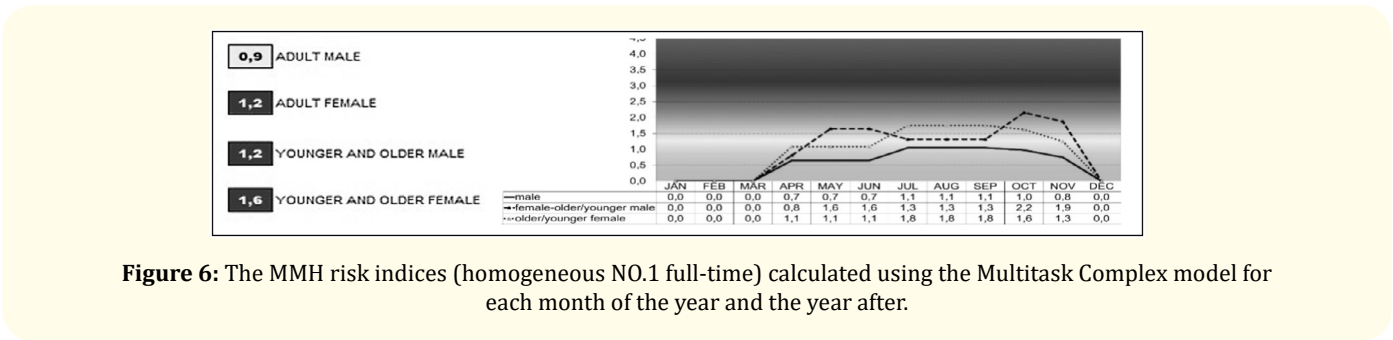 0,9 ADULT MALE
1,2 ADULT FEMALE
1,2 YOUNGER AND OLDER MALE
1,6 YOUNGER AND OLDER FEMALE
4,0
3,5
3,0
2,5
2,0
1,5
1,0
0,5
0,0
JAN FEB MAR APR MAY JUN JUL AUG SEP OCT NOV DEC
male 0,0 0,0 0,0 0,7 0,7 0,7 1,1 1,1 1,1 1,0 0,8 0,0
female-older/younger male 0,0 0,0 0,0 0,8 1,6 1,6 1,3 1,3 1,3 2,2 1,9 0,0
older/younger female 0,0 0,0 0,0 1,1 1,1 1,1 1,8 1,8 1,8 1,6 1,3 0,0
Figure 6: The MMH risk indices (homogeneous NO.1 full-time) calculated using the Multitask Complex model for
each month of the year and the year after.